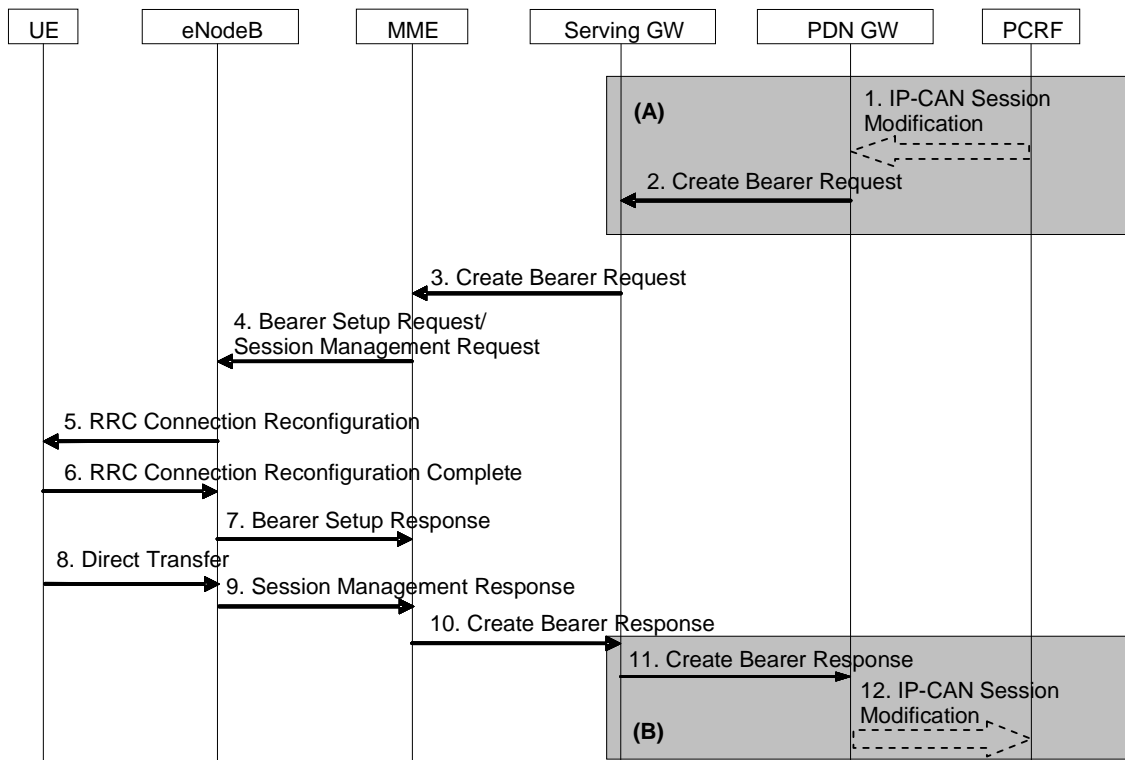 UE eNodeB MME Serving GW PDN GW PCRF
(A)
1. IP-CAN Session
Modification
2. Create Bearer Request
3. Create Bearer Request
4. Bearer Setup Request/
Session Management Request
5. RRC Connection Reconfiguration
6. RRC Connection Reconfiguration Complete
7. Bearer Setup Response
8. Direct Transfer
9. Session Management Response
10. Create Bearer Response
11. Create Bearer Response
12. IP-CAN Session
Modification
(B)